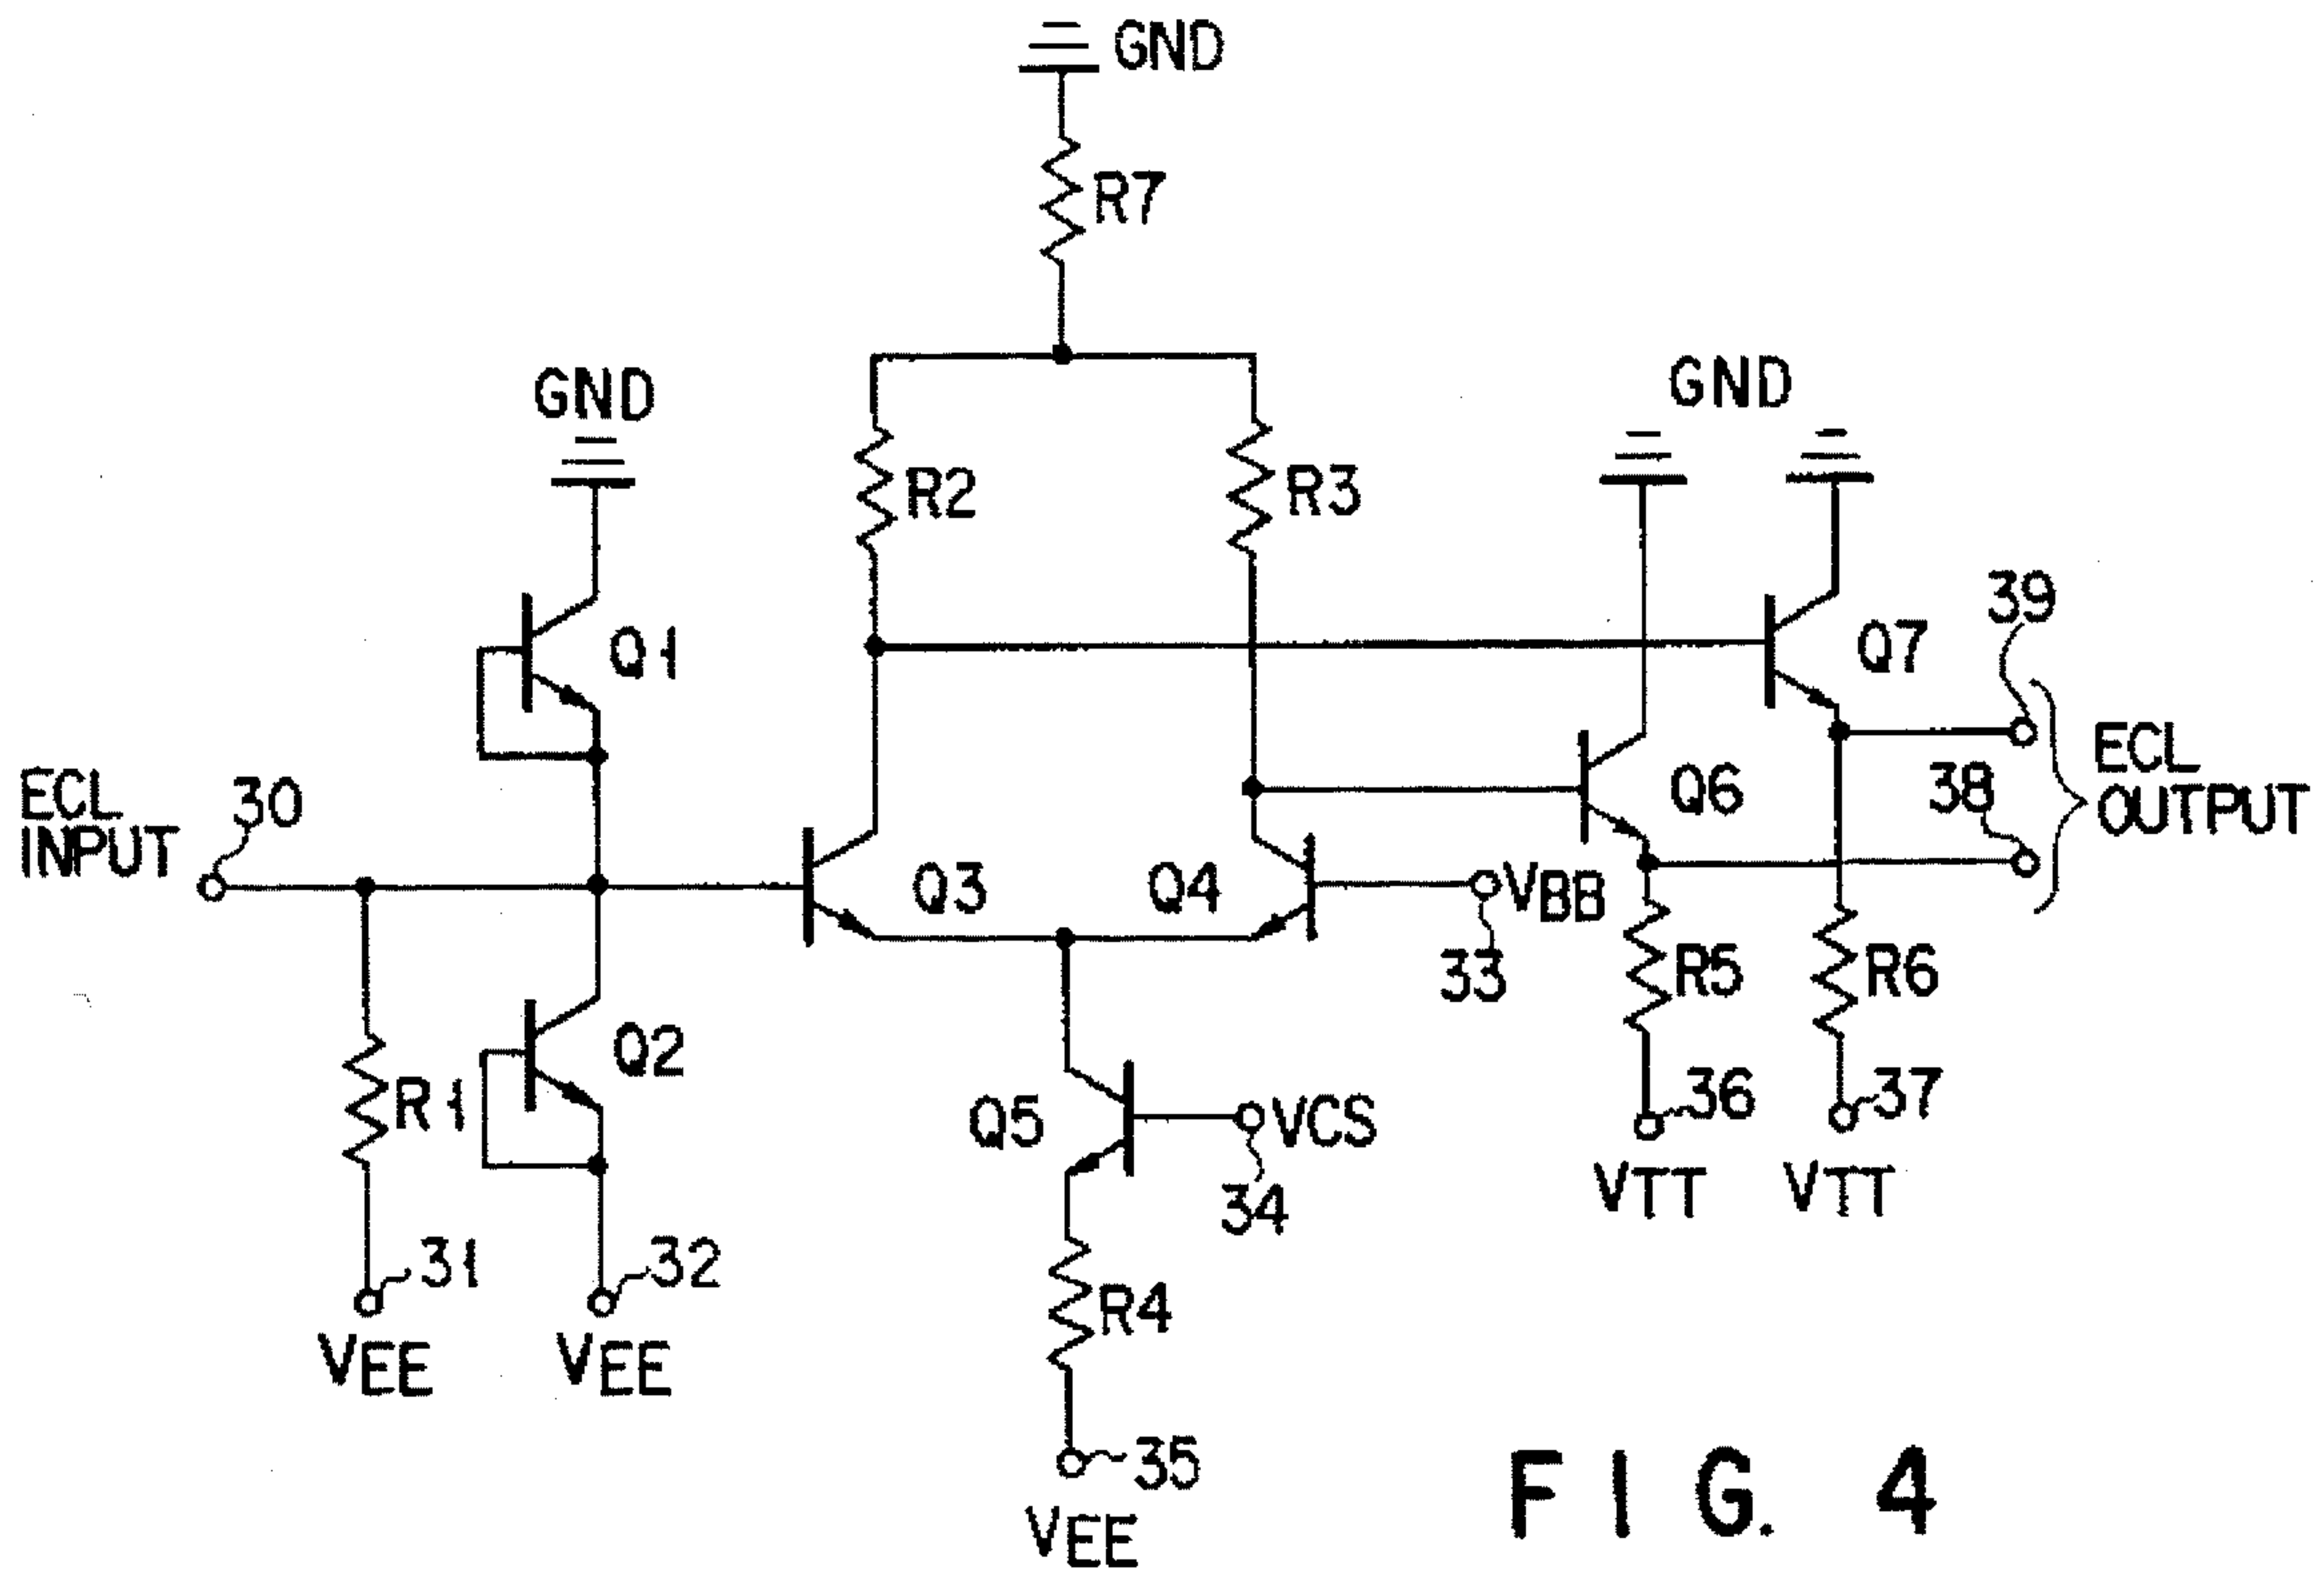 GND
R7
GND
GND
R2
R3
39
Q1
Q7
ECL
INPUT
30
38
ECL
OUTPUT
Q6
Q3
Q4
VBB
33
R5
R6
Q2
R1
Q5
VCS
34
36
37
VTT
VTT
31
32
R4
VEE
VEE
35
VEE
FIG. 4